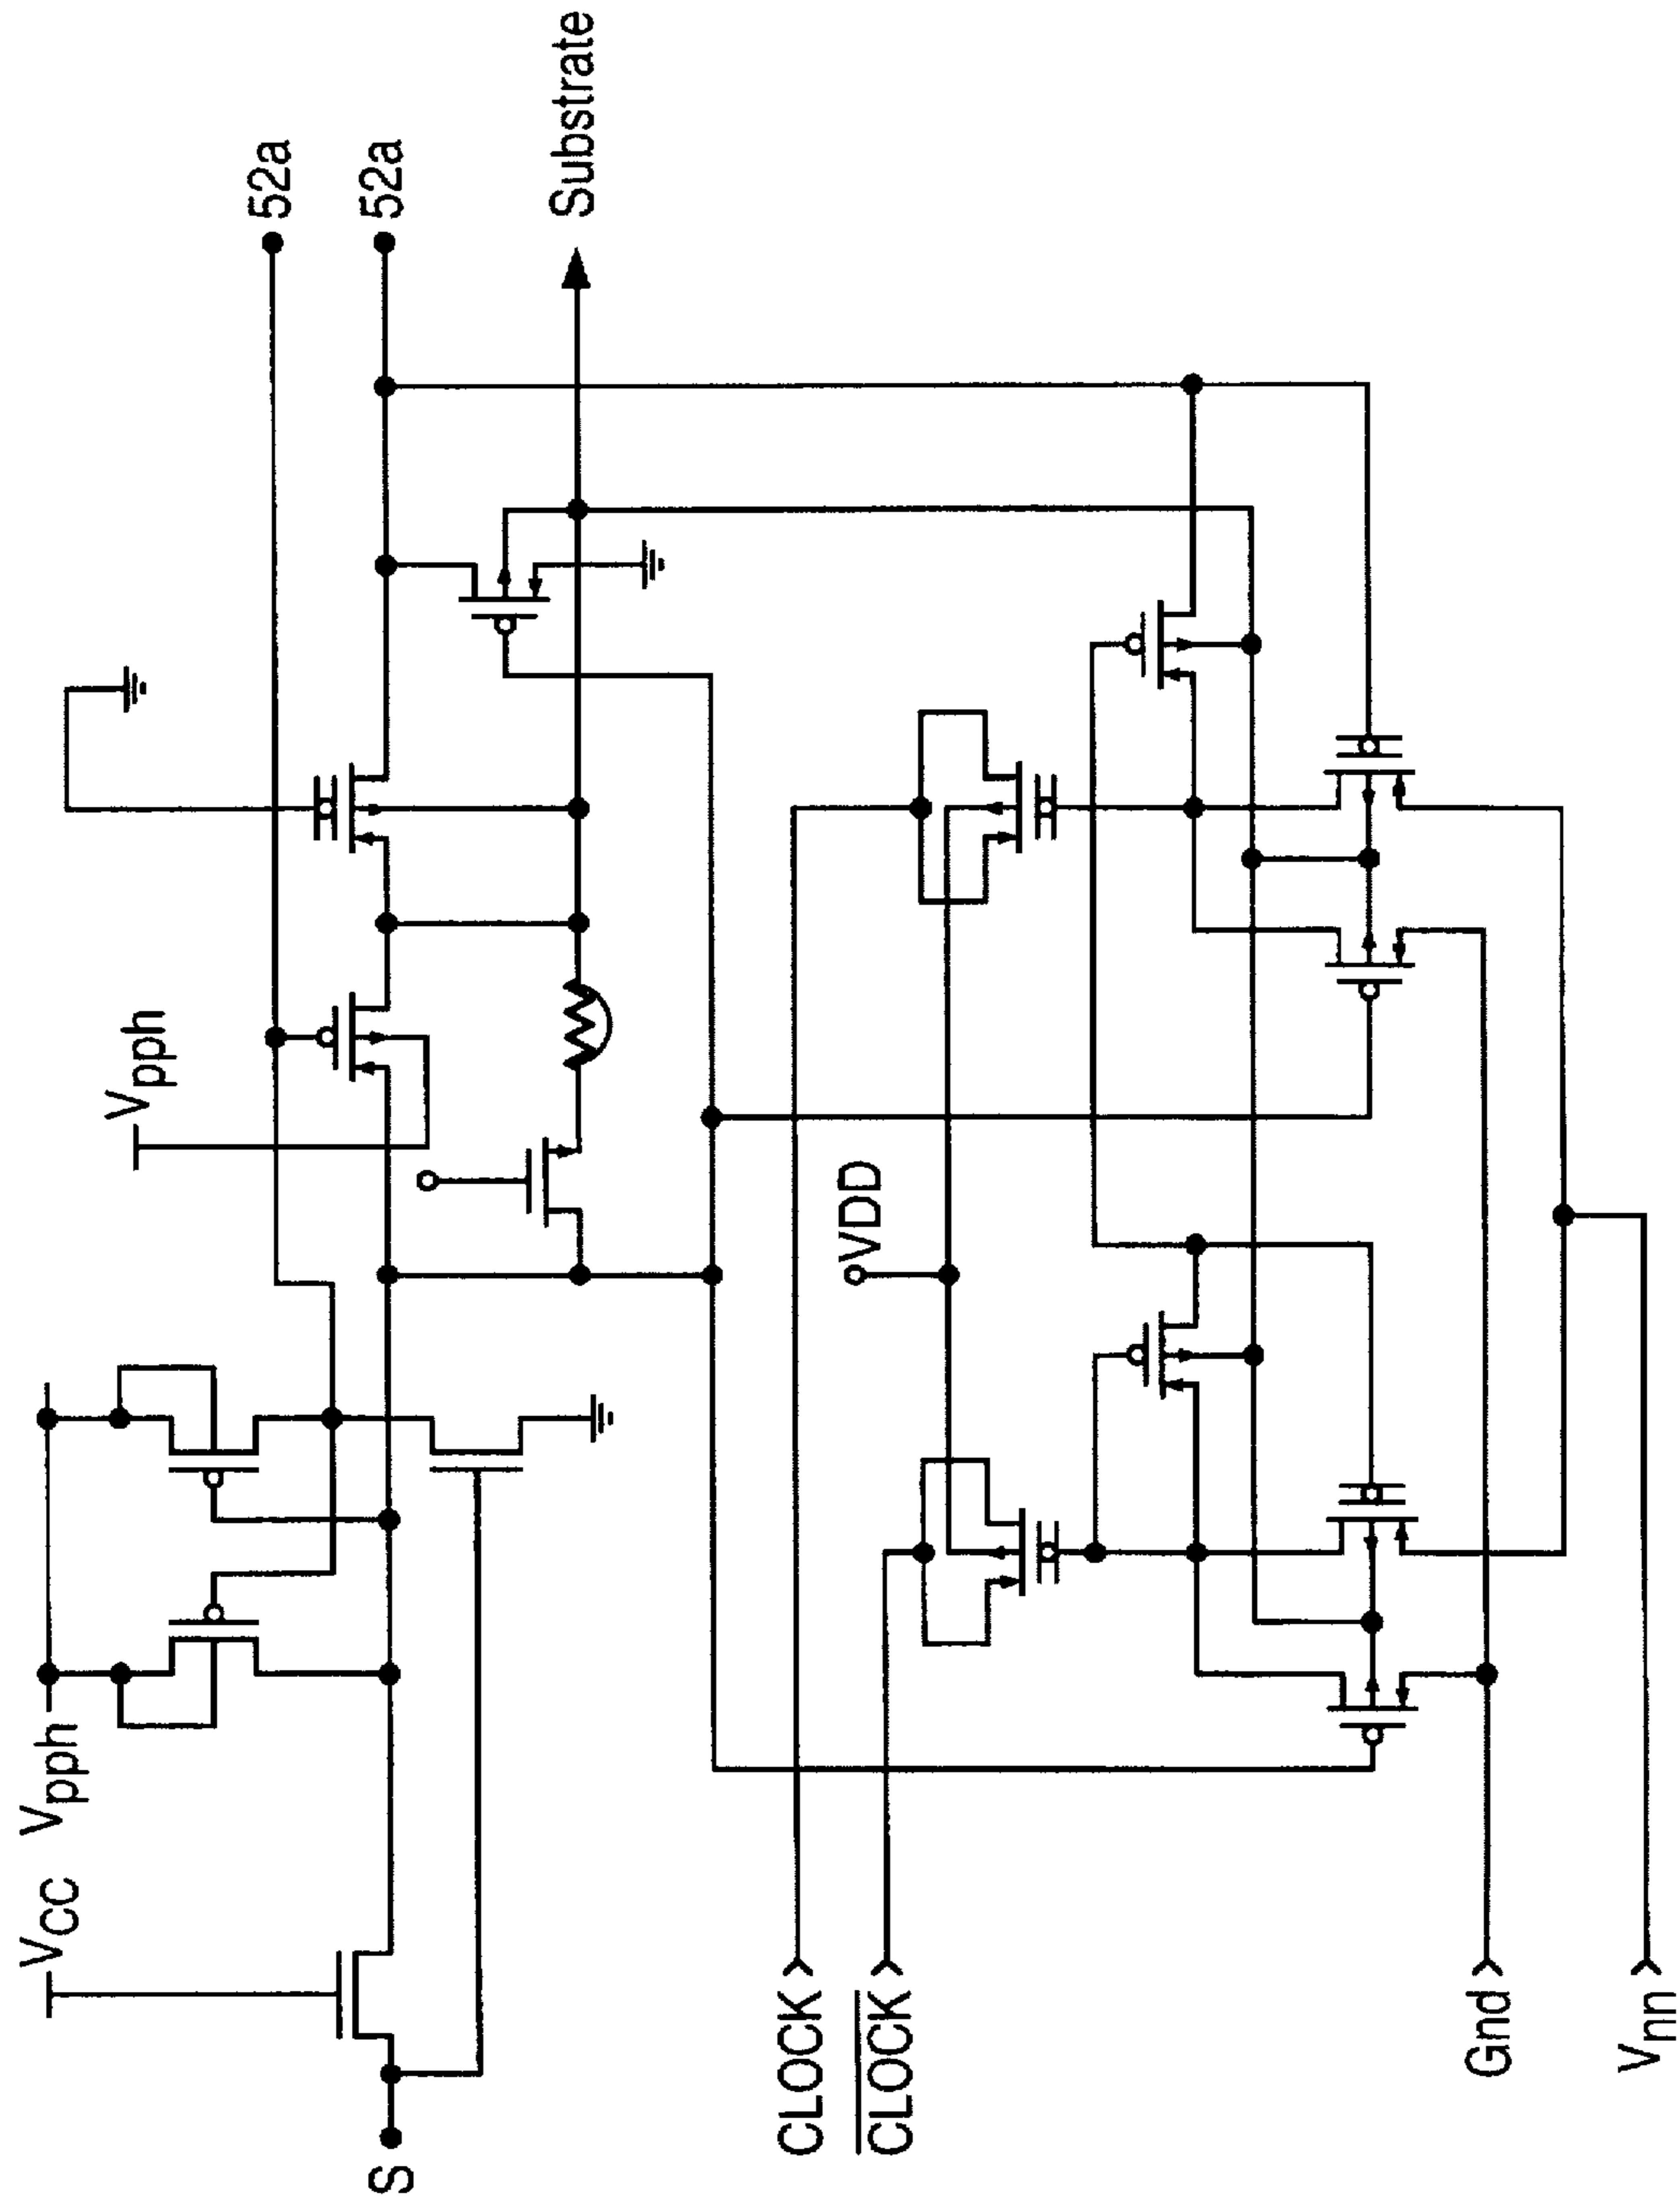 52a
52a
Substrate
Vpph
VDD
Vpph
VCC
S
CLOCK
CLOCK
Gnd
Vnn